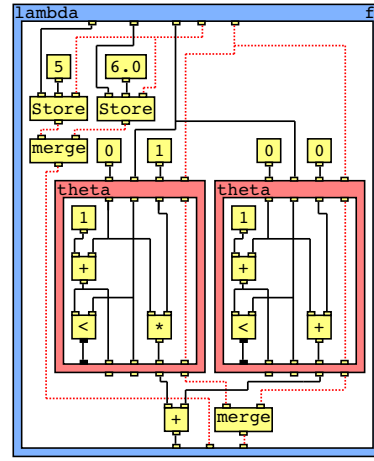 lambda f
5 6.0
Store Store
merge 0 1 0 0
theta theta
1 1
+ +
< * < +
+ merge